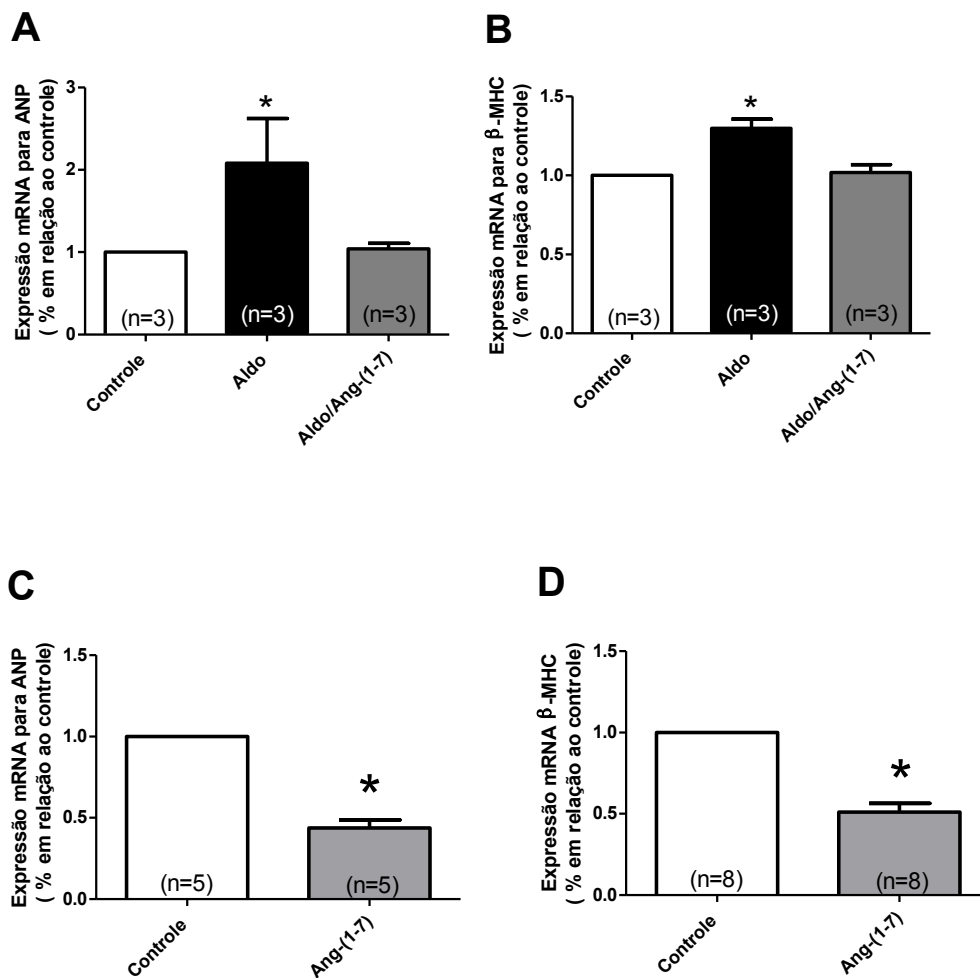 A
Expressão mRNA para ANP
( % em relação ao controle)
3
2
1
0
*
(n=3)
(n=3)
(n=3)
Controle
Aldo
Aldo/Ang-(1-7)
B
Expressão mRNA para β-MHC
( % em relação ao controle)
1.5
1.0
0.5
0.0
*
(n=3)
(n=3)
(n=3)
Controle
Aldo
Aldo/Ang-(1-7)
C
Expressão mRNA para ANP
( % em relação ao controle)
1.5
1.0
0.5
0.0
*
(n=5)
(n=5)
Controle
Ang-(1-7)
D
Expressão mRNA β-MHC
( % em relação ao controle)
1.5
1.0
0.5
0.0
*
(n=8)
(n=8)
Controle
Ang-(1-7)